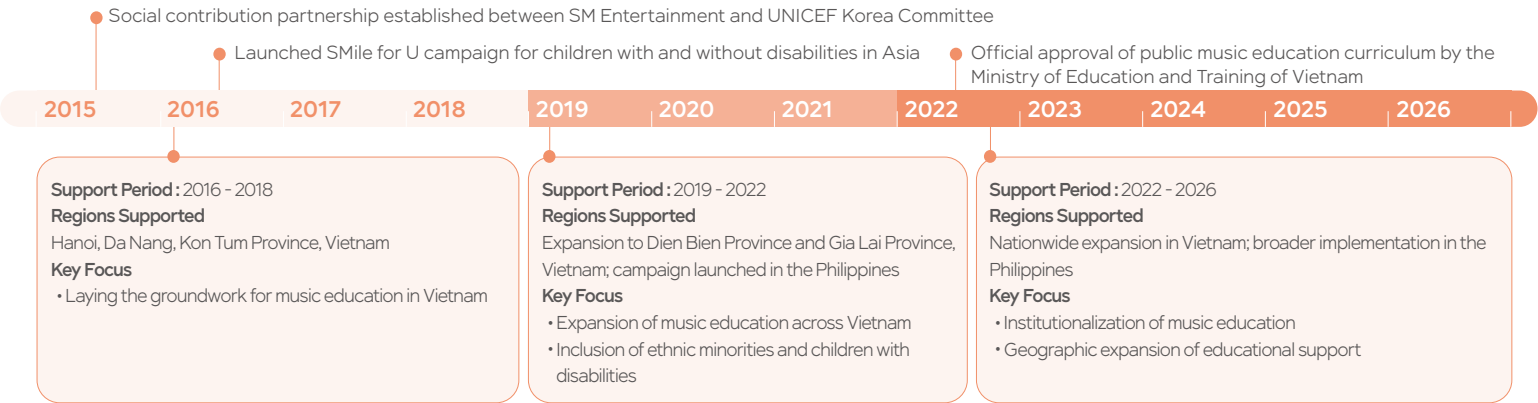 Social contribution partnership established between SM Entertainment and UNICEF Korea Committee
Launched SMile for U campaign for children with and without disabilities in Asia
Official approval of public music education curriculum by the
Ministry of Education and Training of Vietnam
2015 2016 2017 2018 2019 2020 2021 2022 2023 2024 2025 2026
Support Period : 2016 - 2018
Regions Supported
Hanoi, Da Nang, Kon Tum Province, Vietnam
Key Focus
• Laying the groundwork for music education in Vietnam
Support Period : 2019 - 2022
Regions Supported
Expansion to Dien Bien Province and Gia Lai Province,
Vietnam; campaign launched in the Philippines
Key Focus
• Expansion of music education across Vietnam
• Inclusion of ethnic minorities and children with
disabilities
Support Period : 2022 - 2026
Regions Supported
Nationwide expansion in Vietnam; broader implementation in the
Philippines
Key Focus
• Institutionalization of music education
• Geographic expansion of educational support